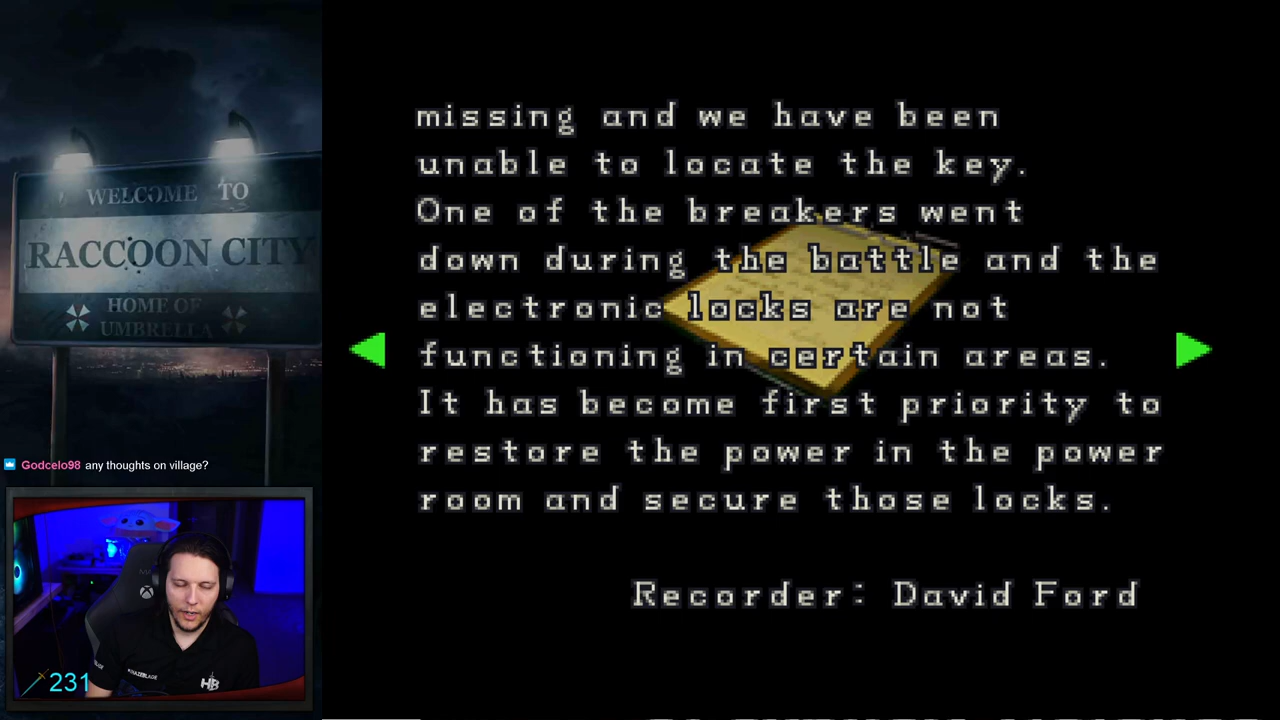 WELCOME TO
RACCOON CITY
HOME OF
UMBRELLA
Godcelo98 any thoughts on village?
231
HB
missing and we have been
unable to locate the key.
One of the breakers went
down during the battle and the
electronic locks are not
functioning in certain areas.
It has become first priority to
restore the power in the power
room and secure those locks.
Recorder: David Ford